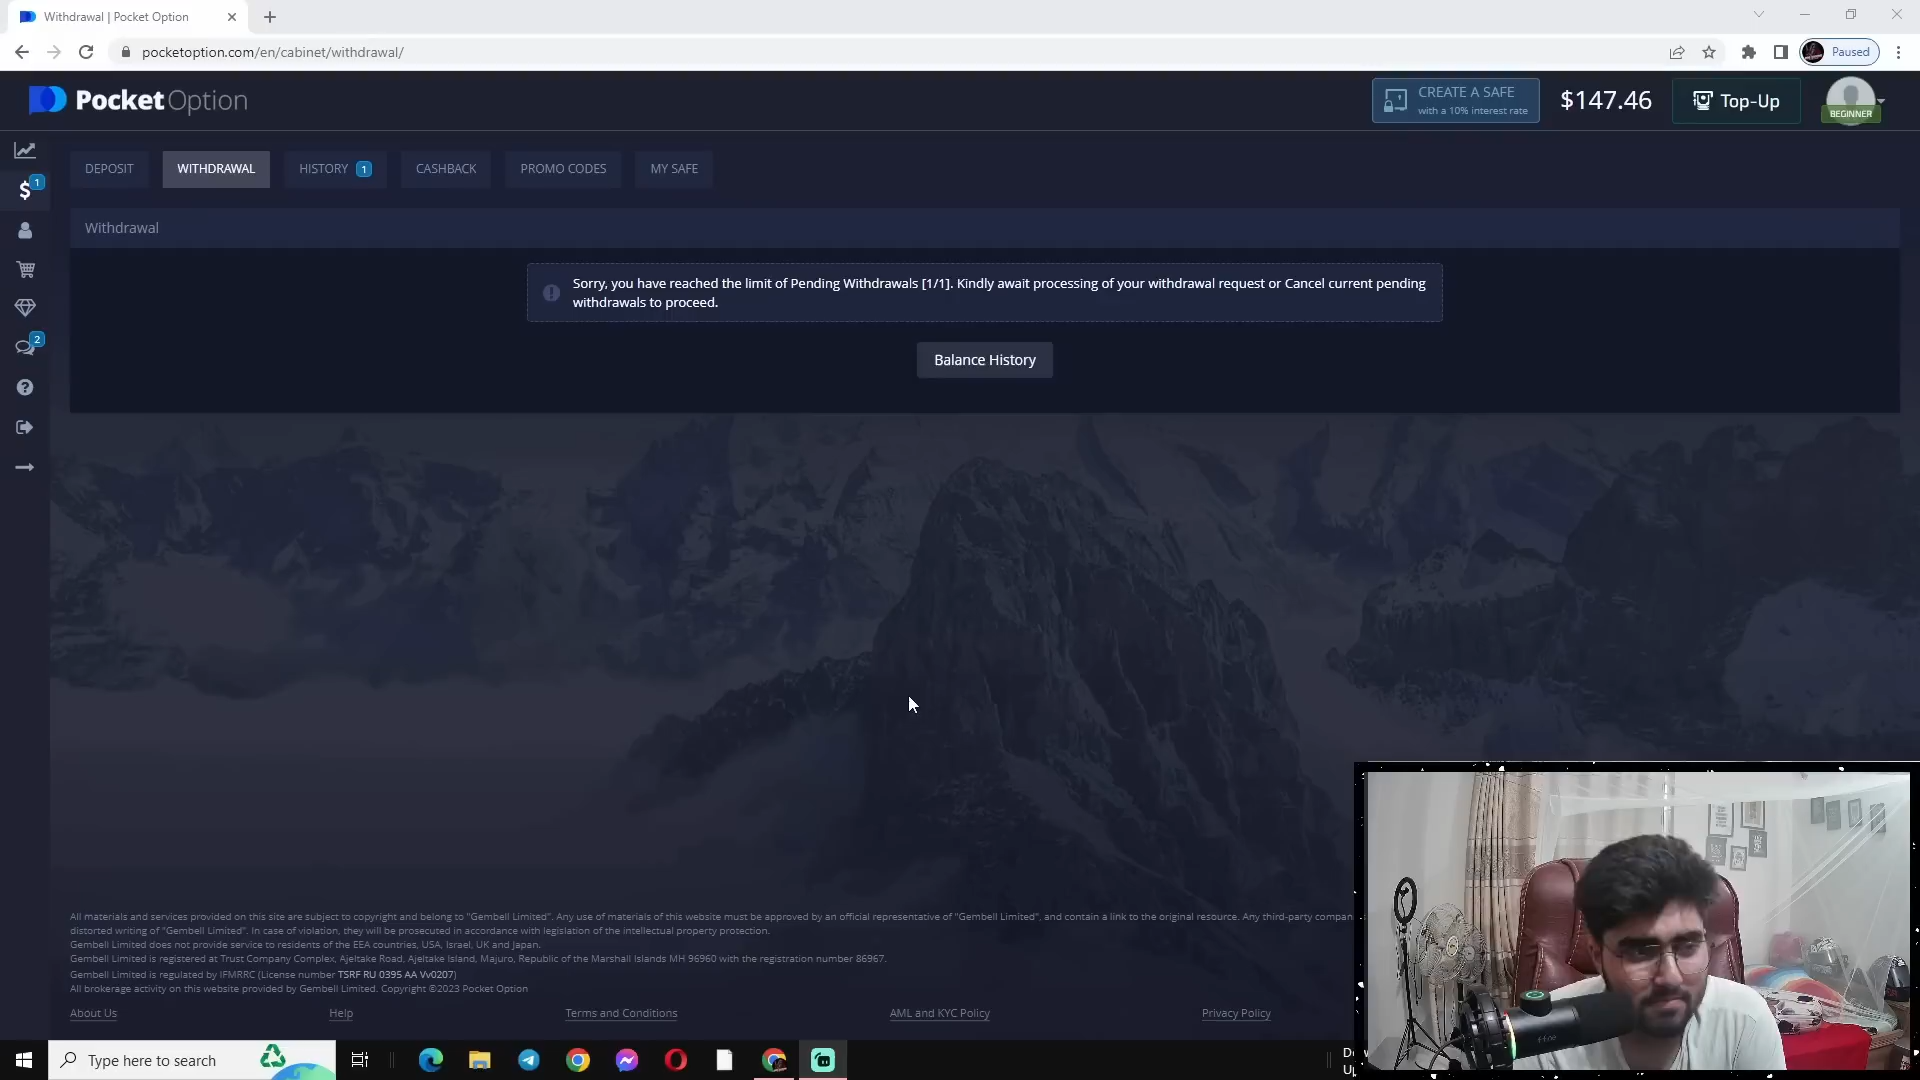 Withdrawal | Pocket Option
pocketoption.com/en/cabinet/withdrawal/
Paused
PocketOption
CREATE A SAFE
with a 10% interest rate
$147.46
Top-Up
BEGINNER
DEPOSIT
WITHDRAWAL
HISTORY 1
CASHBACK
PROMO CODES
MY SAFE
1
2
Withdrawal
Sorry, you have reached the limit of Pending Withdrawals [1/1]. Kindly await processing of your withdrawal request or Cancel current pending
withdrawals to proceed.
Balance History
All materials and services provided on this site are subject to copyright and belong to "Gembell Limited". Any use of materials of this website must be approved by an official representative of "Gembell Limited", and contain a link to the original resource. Any third-party compan
distorted writing of "Gembell Limited". In case of violation, they will be prosecuted in accordance with legislation of the intellectual property protection.
Gembell Limited does not provide service to residents of the EEA countries, USA, Israel, UK and Japan.
Gembell Limited is registered at Trust Company Complex, Ajeltake Road, Ajeltake Island, Majuro, Republic of the Marshall Islands MH 96960 with the registration number 86967.
Gembell Limited is regulated by IFMRRC (License number TSRF RU 0395 AA Vv0207)
All brokerage activity on this website provided by Gembell Limited. Copyright ©2023 Pocket Option
About Us
Help
Terms and Conditions
AML and KYC Policy
Privacy Policy
Type here to search